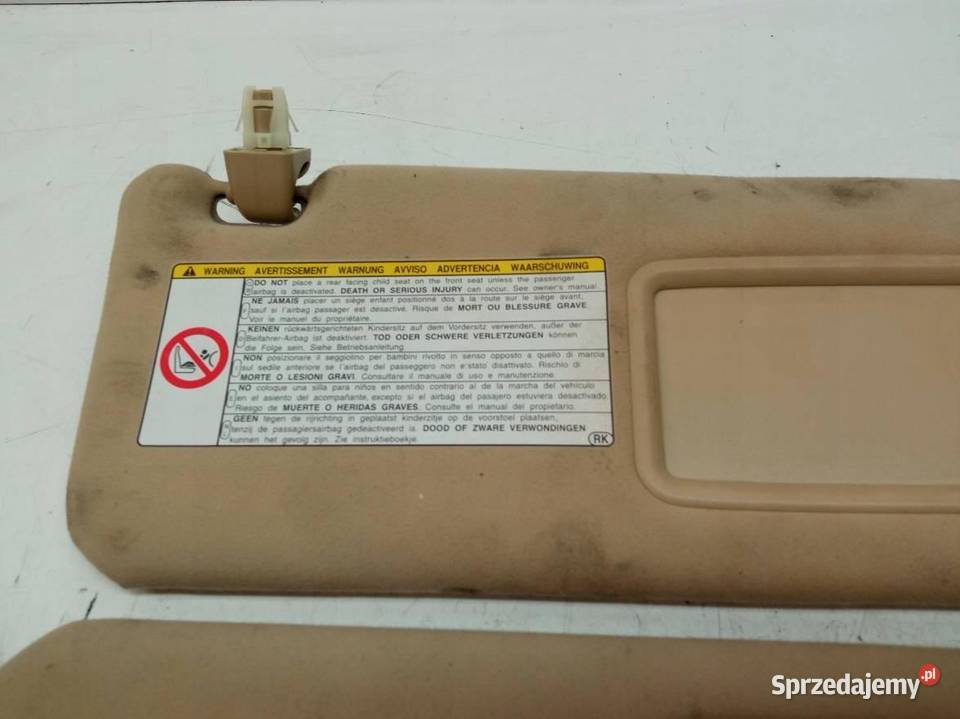 WARNING AVERTISSEMENT WARNUNG AVVISO ADVERTENCIA WAARSCHUWING
DO NOT place a rear facing child seat on the front seat unless the passenger
airbag is deactivated. DEATH OR SERIOUS INJURY can occur. See owner's manual.
NE JAMAIS placer un siège enfant positionné dos à la route sur le siège avant,
sauf si l'airbag passager est désactivé. Risque de MORT OU BLESSURE GRAVE
Voir le manuel du propriétaire.
KEINEN rückwärtsgerichteten Kindersitz auf dem Vordersitz verwenden, außer der
Beifahrer-Airbag ist deaktiviert. TOD ODER SCHWERE VERLETZUNGEN können
die Folge sein. Siehe Betriebsanleitung.
NON posizionare il seggiolino per bambini rivolto in senso opposto a quello di marcia
sul sedile anteriore se l'airbag del passeggero non e'stato disattivato. Rischio di
MORTE O LESIONI GRAVI. Consultare il manuale di uso e manutenzione.
NO coloque una silla para niños en sentido contrario al de la marcha del vehículo
en el asiento del acompañante, excepto si el airbag del pasajero estuviera desactivado
Riesgo de MUERTE O HERIDAS GRAVES. Consulte el manual del propietario.
GEEN tegen de rijrichting in geplaatst kinderzitje op de voorstoel plaatsen,
tenzij de passagiersairbag gedeactiveerd is. DOOD OF ZWARE VERWONDINGEN
kunnen het gevolg zijn. Zie instruktieboekje.
RK
Sprzedajemy.pl